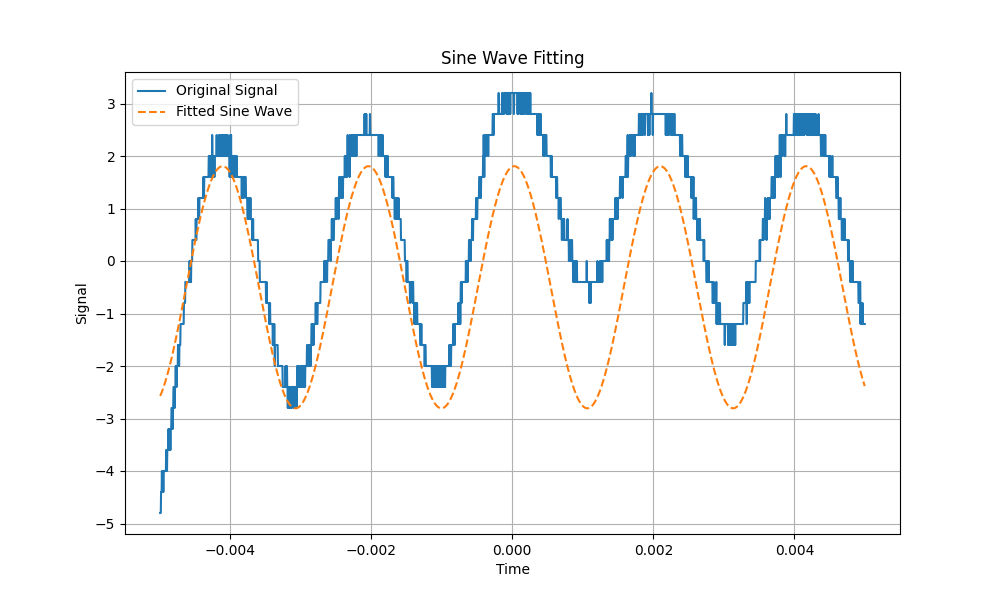 Sine Wave Fitting
Original Signal
Fitted Sine Wave
3
2
1
0
−1
−2
−3
−4
−5
Signal
−0.004
−0.002
0.000
0.002
0.004
Time